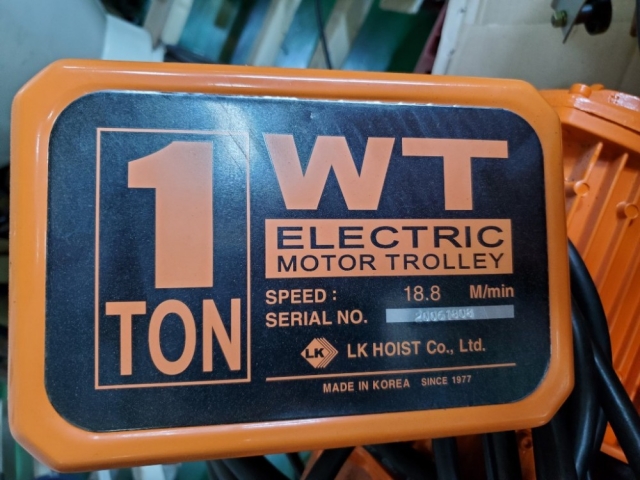 1
TON
WT
ELECTRIC
MOTOR TROLLEY
SPEED : 18.8 M/min
SERIAL NO.
LK LK HOIST Co., Ltd.
MADE IN KOREA SINCE 1977